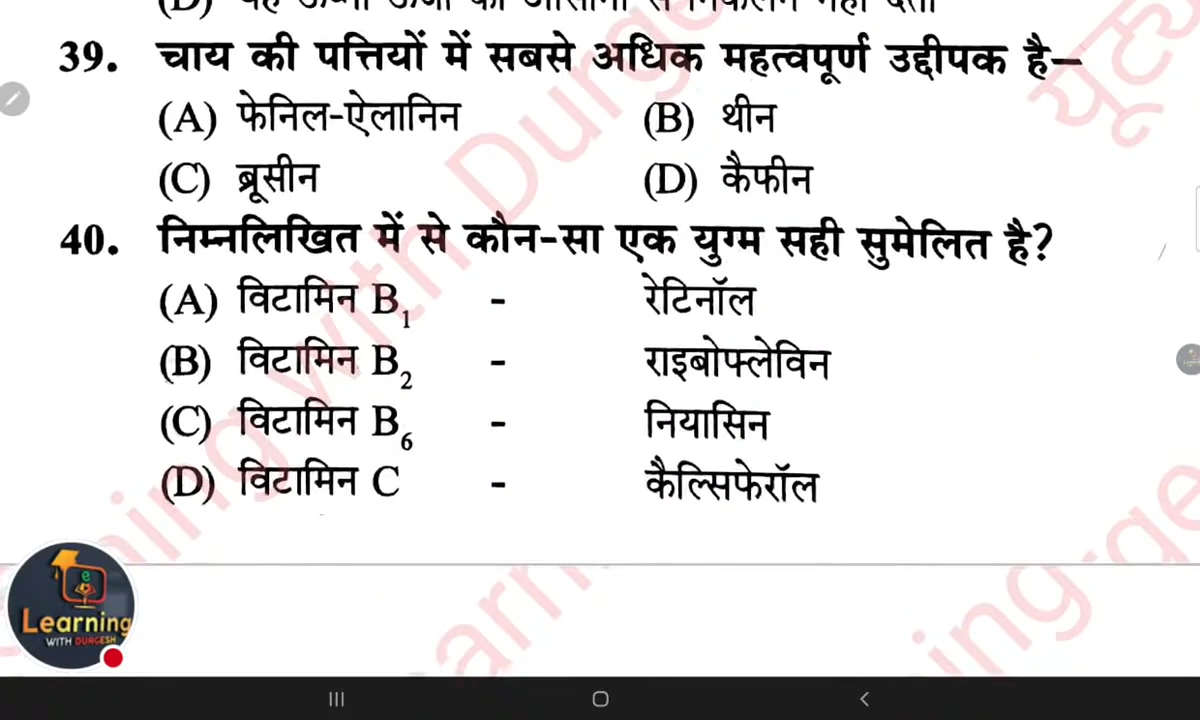 39. चाय की पत्तियों में सबसे अधिक महत्वपूर्ण उद्दीपक है–
(A) फेनिल-ऐलानिन (B) थीन
(C) ब्रूसीन (D) कैफीन
40. निम्नलिखित में से कौन-सा एक युग्म सही सुमेलित है?
(A) विटामिन B₁ - रेटिनॉल
(B) विटामिन B₂ - राइबोफ्लेविन
(C) विटामिन B₆ - नियासिन
(D) विटामिन C - कैल्सिफेरॉल
e
Learning
WITH DURGESH